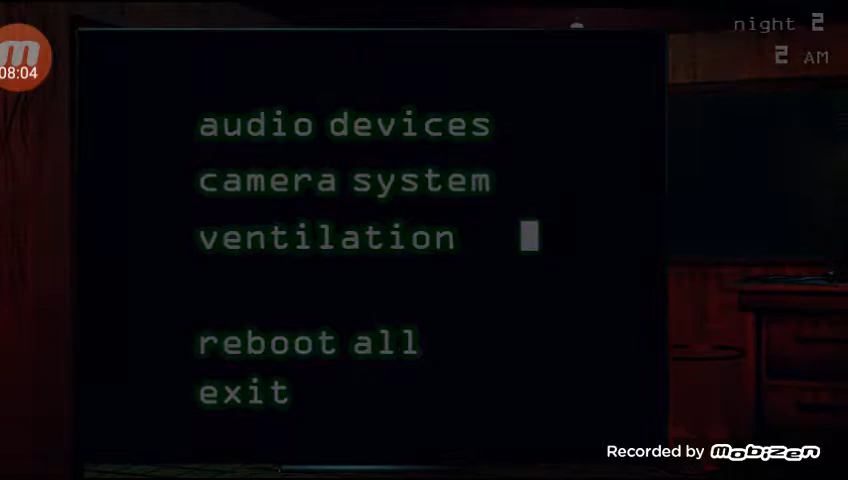 night 2
2 AM
08:04
audio devices
camera system
ventilation
reboot all
exit
Recorded by mobizen